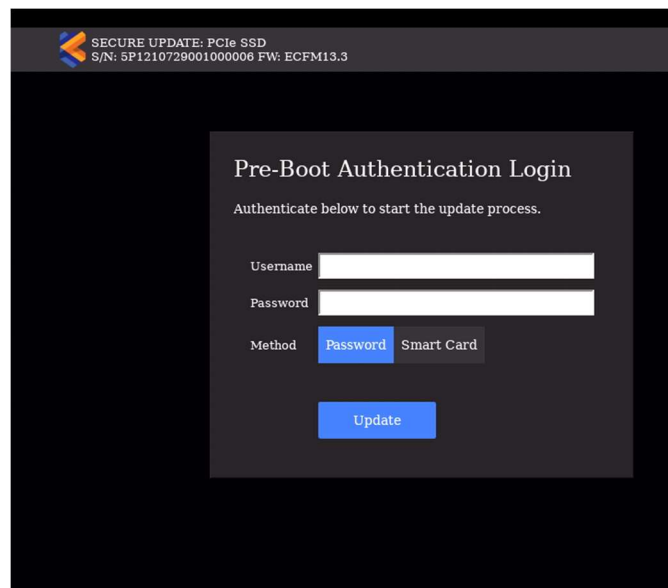 SECURE UPDATE: PCIe SSD
S/N: 5P1210729001000006 FW: ECFM13.3
Pre-Boot Authentication Login
Authenticate below to start the update process.
Username
Password
Method Password Smart Card
Update